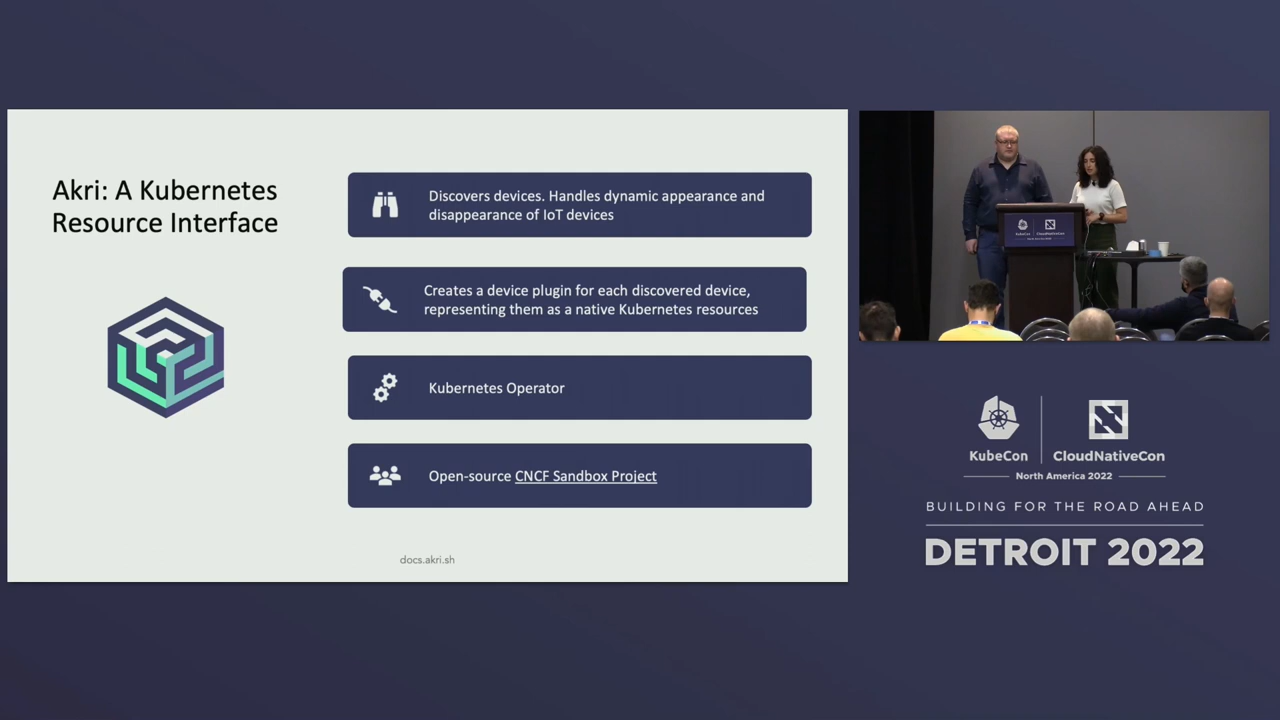 Akri: A Kubernetes
Resource Interface
Discovers devices. Handles dynamic appearance and
disappearance of IoT devices
Creates a device plugin for each discovered device,
representing them as a native Kubernetes resources
Kubernetes Operator
Open-source CNCF Sandbox Project
docs.akri.sh
KubeCon
CloudNativeCon
North America 2022
BUILDING FOR THE ROAD AHEAD
DETROIT 2022